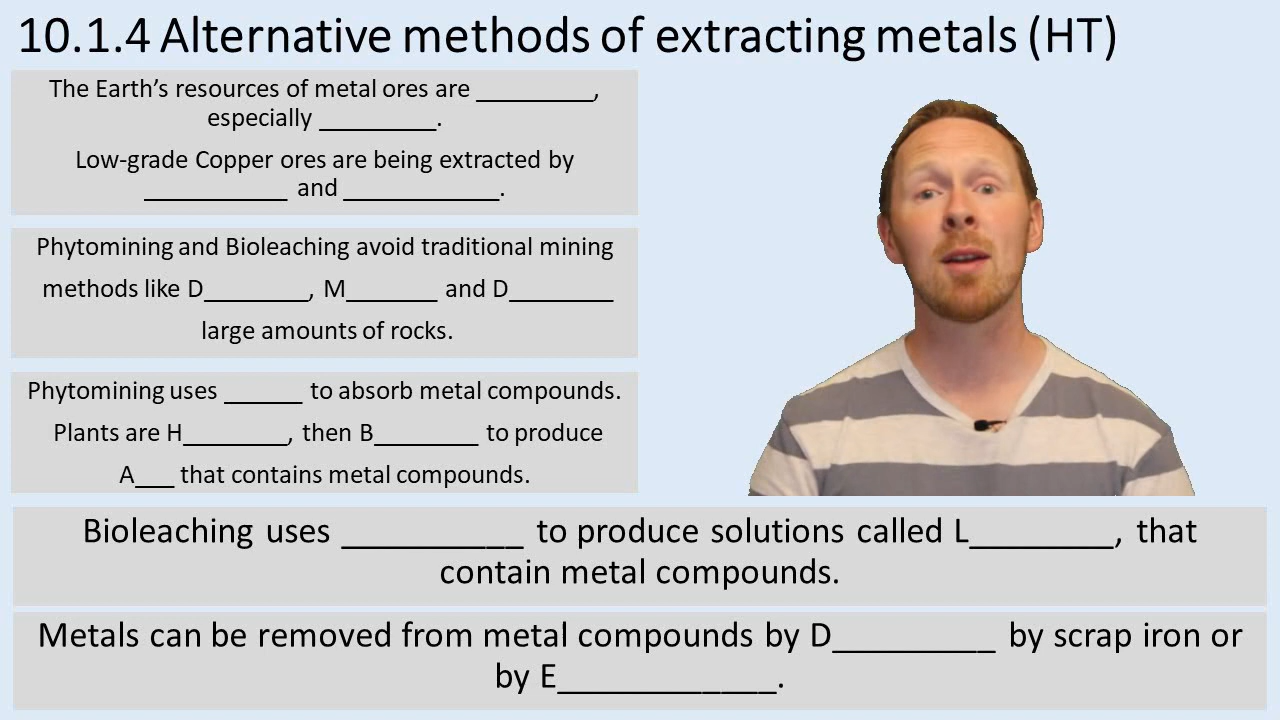 10.1.4 Alternative methods of extracting metals (HT)
The Earth’s resources of metal ores are _________,
especially _________.
Low-grade Copper ores are being extracted by
___________ and ____________.
Phytomining and Bioleaching avoid traditional mining
methods like D________, M_______ and D________
large amounts of rocks.
Phytomining uses ______ to absorb metal compounds.
Plants are H________, then B________ to produce
A___ that contains metal compounds.
Bioleaching uses __________ to produce solutions called L________, that
contain metal compounds.
Metals can be removed from metal compounds by D_________ by scrap iron or
by E____________.